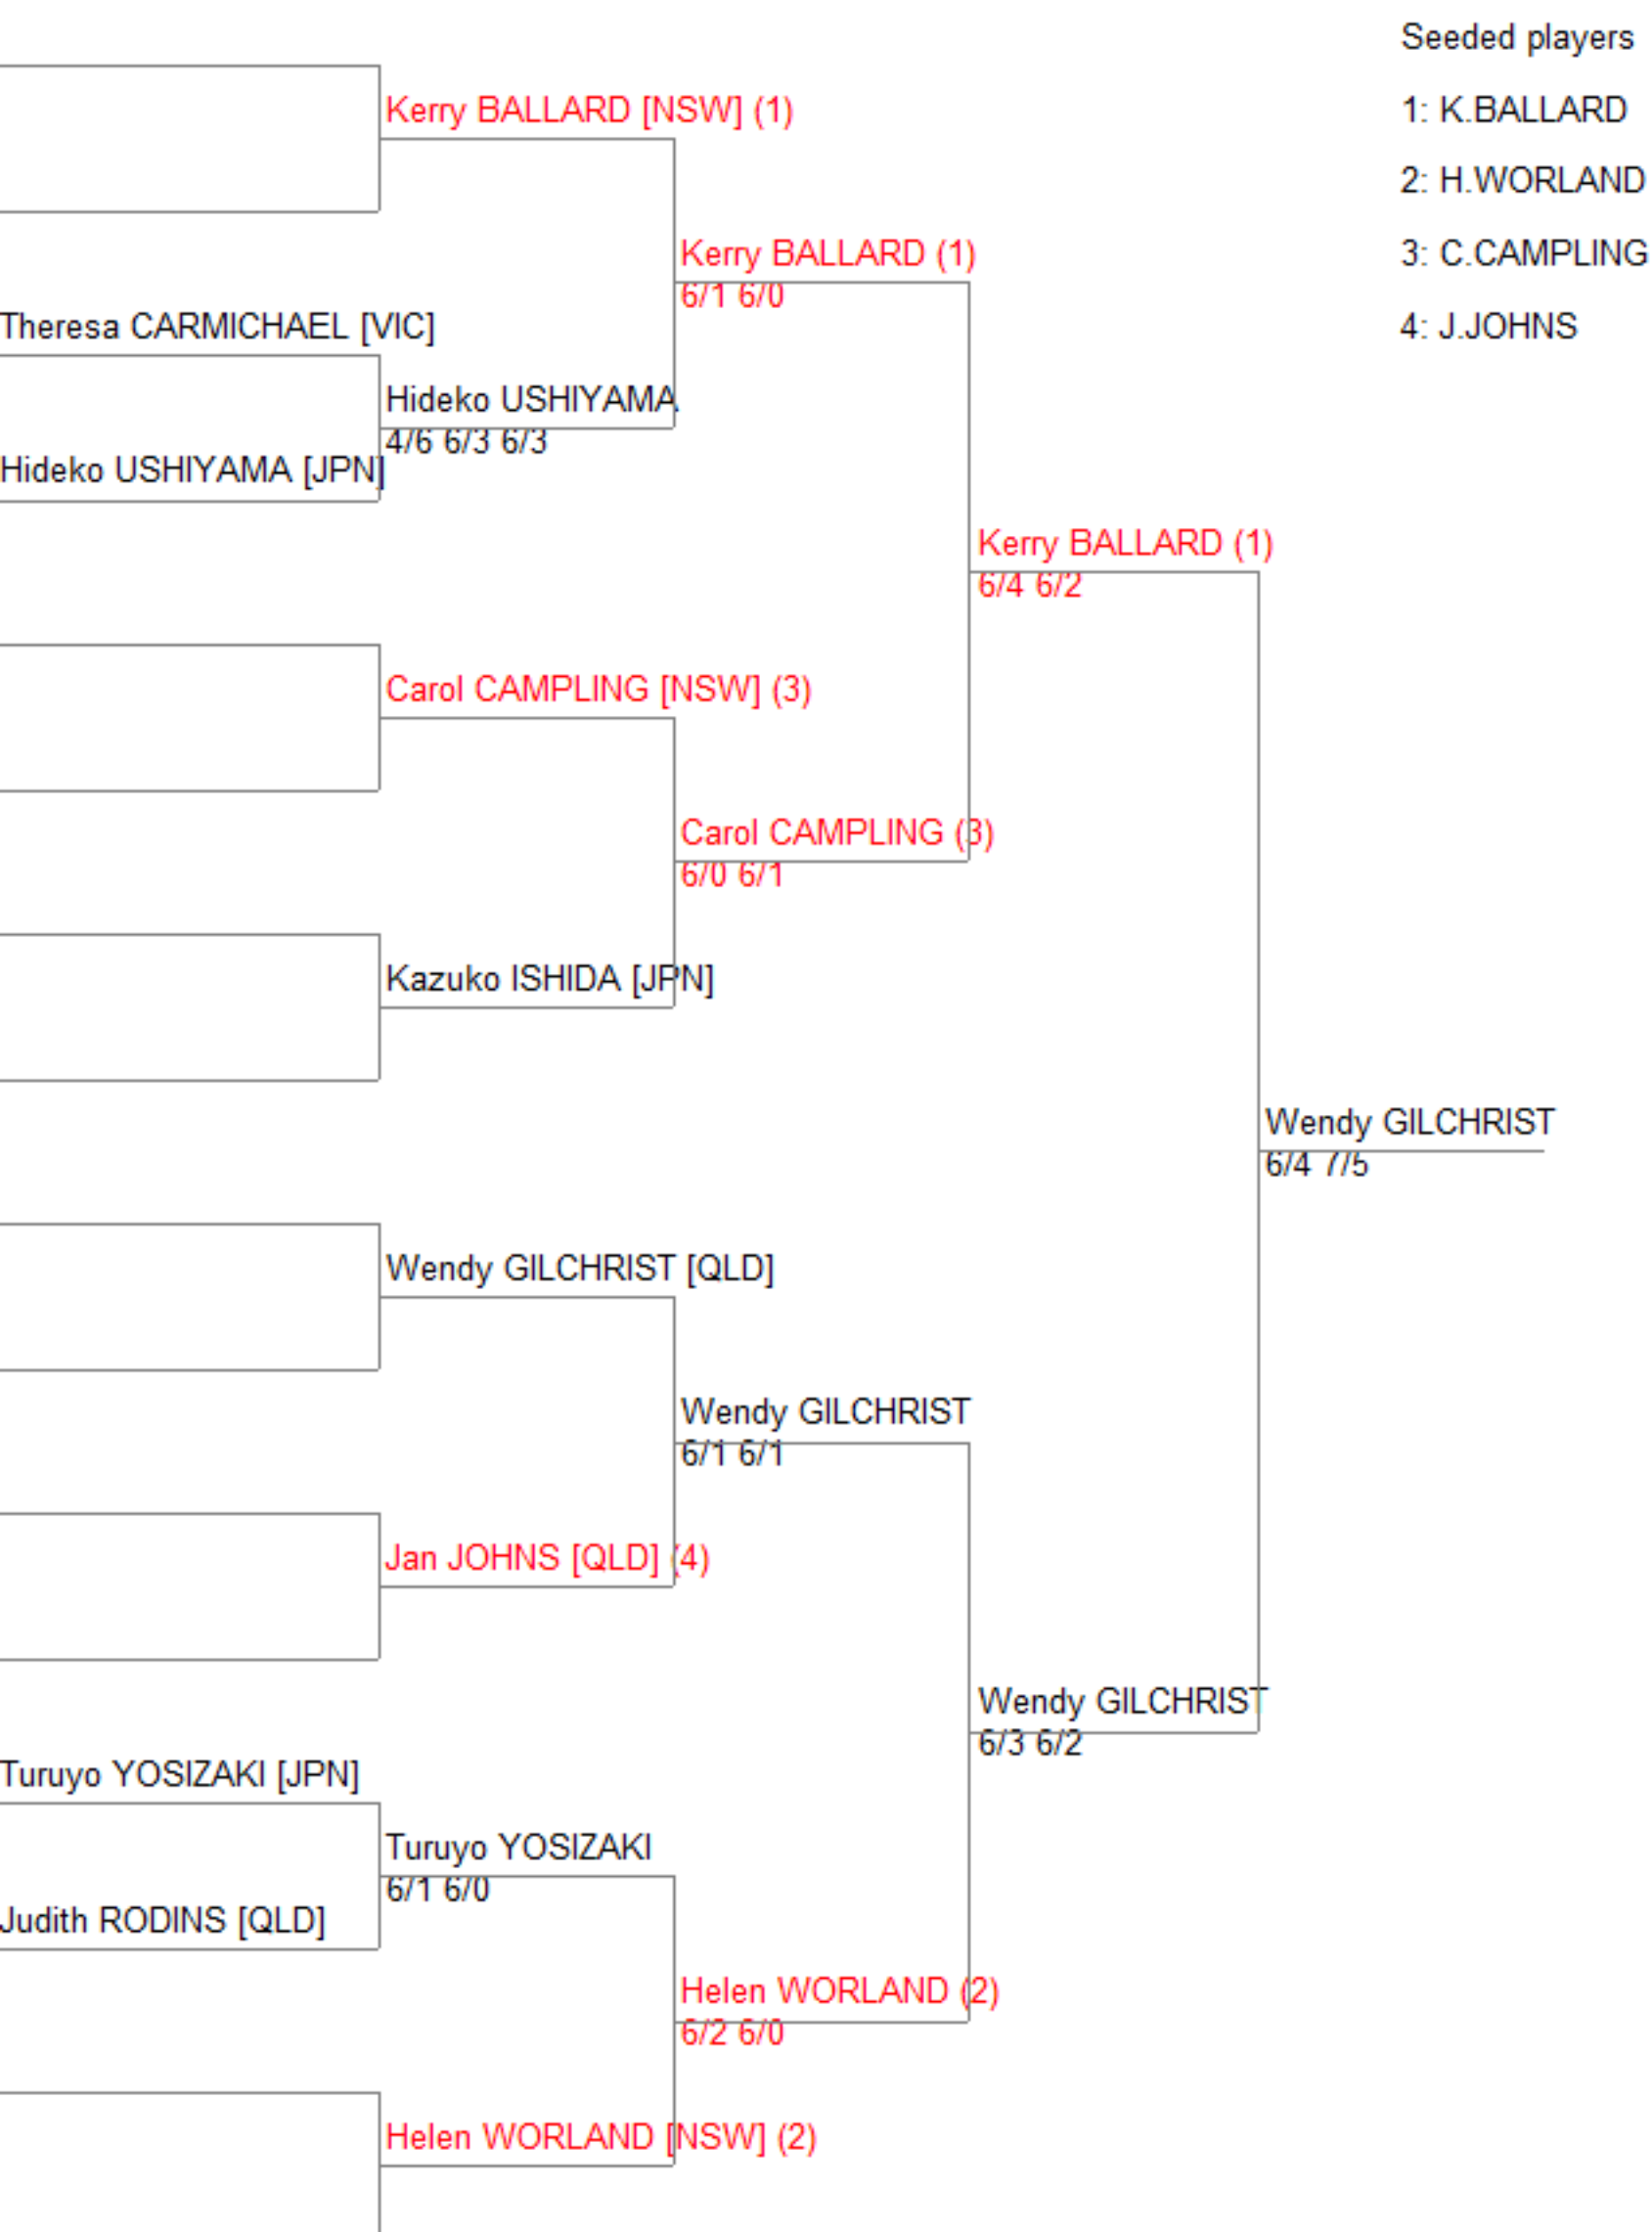 Seeded players
1: K.BALLARD
2: H.WORLAND
3: C.CAMPLING
4: J.JOHNS
Kerry BALLARD [NSW] (1)
Kerry BALLARD (1)
6/1 6/0
Theresa CARMICHAEL [VIC]
Hideko USHIYAMA
4/6 6/3 6/3
Hideko USHIYAMA [JPN]
Kerry BALLARD (1)
6/4 6/2
Carol CAMPLING [NSW] (3)
Carol CAMPLING (3)
6/0 6/1
Kazuko ISHIDA [JPN]
Wendy GILCHRIST
6/4 7/5
Wendy GILCHRIST [QLD]
Wendy GILCHRIST
6/1 6/1
Jan JOHNS [QLD] (4)
Wendy GILCHRIST
6/3 6/2
Turuyo YOSIZAKI [JPN]
Turuyo YOSIZAKI
6/1 6/0
Judith RODINS [QLD]
Helen WORLAND (2)
6/2 6/0
Helen WORLAND [NSW] (2)